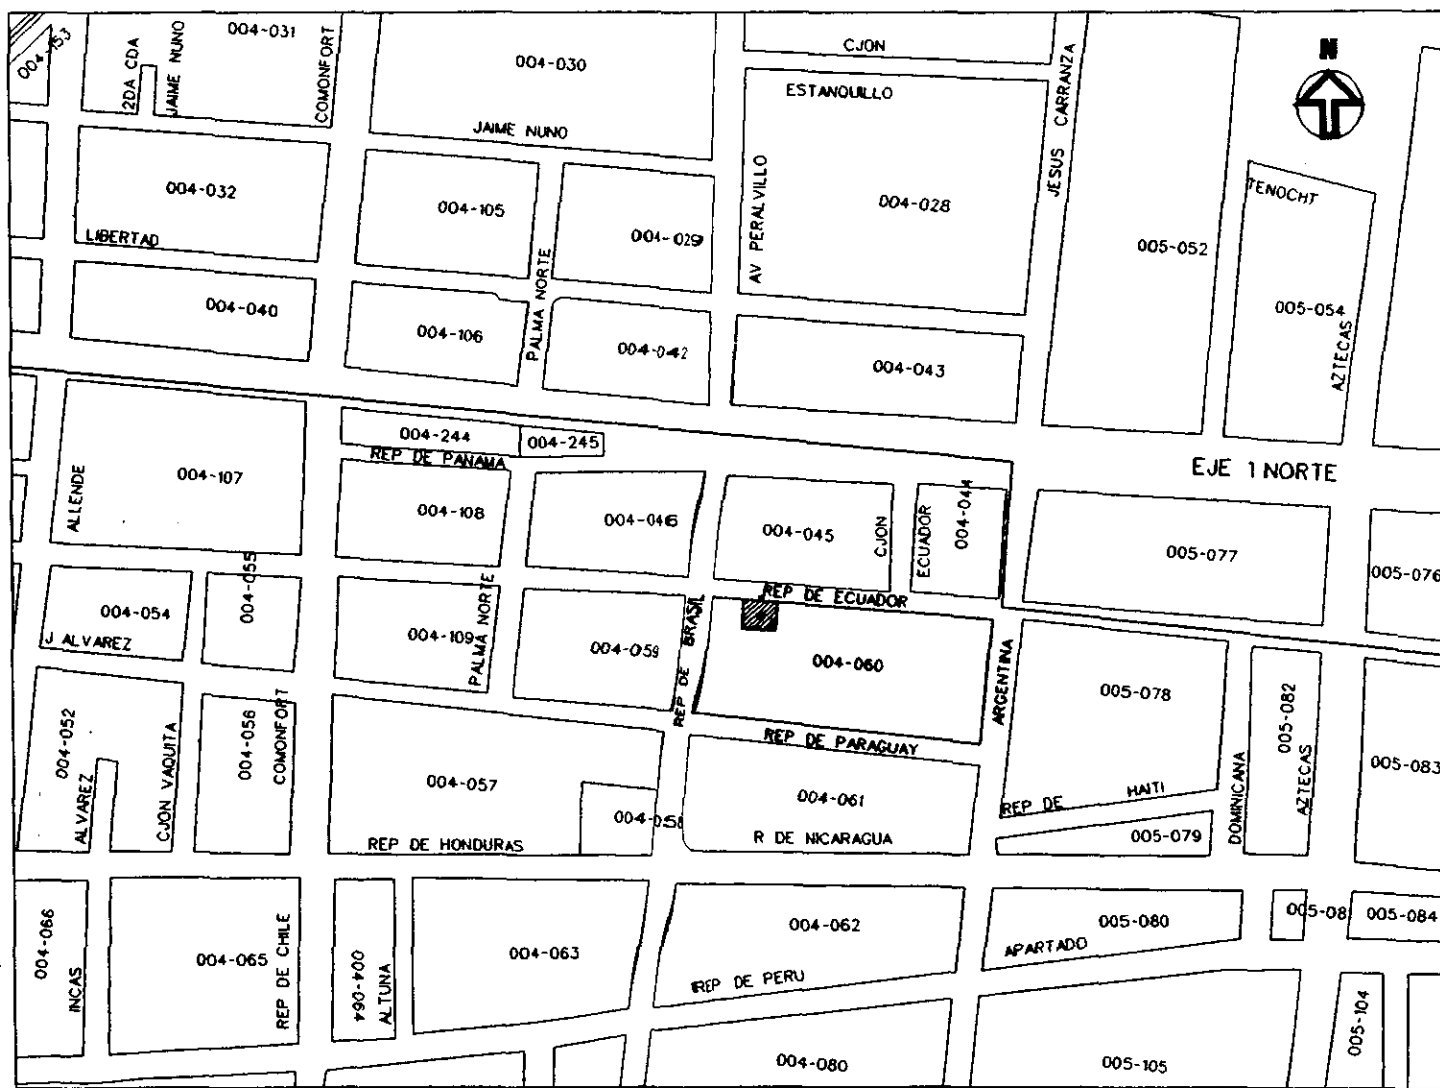 004-153
2DA CDA
JAIME NUNO
004-031
COMONFORT
004-030
CJON
ESTANQUILLO
JESUS CARRANZA
N
JAIME NUNO
004-032
004-105
004-029
AV PERALVILLO
004-028
005-052
TENOCHT
LIBERTAD
004-040
PALMA NORTE
004-106
004-042
004-043
005-054
AZTECAS
004-244
004-245
REP DE PANAMA
EJE 1 NORTE
ALLENDE
004-107
004-108
004-046
004-045
CJON
ECUADOR
004-044
005-077
005-076
004-054
004-055
J ALVAREZ
004-109
PALMA NORTE
004-059
REP DE BRASIL
REP DE ECUADOR
004-060
ARGENTINA
005-078
005-082
AZTECAS
005-083
004-052
ALVAREZ
CJON VAQUITA
004-056
COMONFORT
REP DE PARAGUAY
004-057
004-058
004-061
REP DE HAITI
DOMINICANA
005-079
REP DE HONDURAS
R DE NICARAGUA
004-066
INCAS
004-065
REP DE CHILE
004-064
ALTUNA
004-063
004-062
REP DE PERU
005-080
APARTADO
005-08
005-084
004-080
005-105
005-104